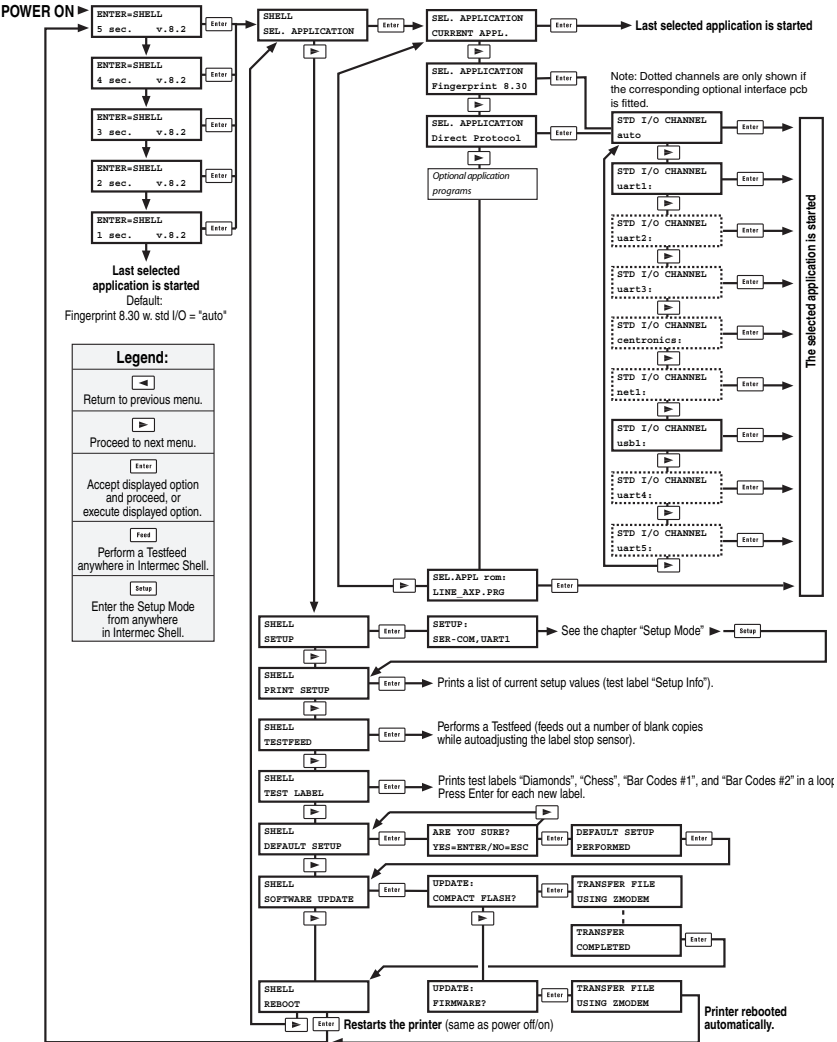 POWER ON
ENTER=SHELL
5 sec. v.8.2
Enter
ENTER=SHELL
4 sec. v.8.2
Enter
ENTER=SHELL
3 sec. v.8.2
Enter
ENTER=SHELL
2 sec. v.8.2
Enter
ENTER=SHELL
1 sec. v.8.2
Enter
Last selected
application is started
Default:
Fingerprint 8.30 w. std I/O = "auto"
Legend:
Return to previous menu.
Proceed to next menu.
Enter
Accept displayed option
and proceed, or
execute displayed option.
Feed
Perform a Testfeed
anywhere in Intermec Shell.
Setup
Enter the Setup Mode
from anywhere
in Intermec Shell.
SHELL
SEL. APPLICATION
Enter
SEL. APPLICATION
CURRENT APPL.
Enter
Last selected application is started
SEL. APPLICATION
Fingerprint 8.30
Enter
SEL. APPLICATION
Direct Protocol
Enter
Optional application
programs
Note: Dotted channels are only shown if
the corresponding optional interface pcb
is fitted.
STD I/O CHANNEL
auto
Enter
STD I/O CHANNEL
uart1:
Enter
STD I/O CHANNEL
uart2:
Enter
STD I/O CHANNEL
uart3:
Enter
STD I/O CHANNEL
centronics:
Enter
STD I/O CHANNEL
net1:
Enter
STD I/O CHANNEL
usb1:
Enter
STD I/O CHANNEL
uart4:
Enter
STD I/O CHANNEL
uart5:
Enter
The selected application is started
SEL.APPL rom:
LINE_AXP.PRG
Enter
SHELL
SETUP
Enter
SETUP:
SER-COM,UART1
See the chapter “Setup Mode”
Setup
SHELL
PRINT SETUP
Enter
Prints a list of current setup values (test label “Setup Info”).
SHELL
TESTFEED
Enter
Performs a Testfeed (feeds out a number of blank copies
while autoadjusting the label stop sensor).
SHELL
TEST LABEL
Enter
Prints test labels “Diamonds”, “Chess”, “Bar Codes #1”, and “Bar Codes #2” in a loop
Press Enter for each new label.
SHELL
DEFAULT SETUP
Enter
ARE YOU SURE?
YES=ENTER/NO=ESC
Enter
DEFAULT SETUP
PERFORMED
Enter
SHELL
SOFTWARE UPDATE
Enter
UPDATE:
COMPACT FLASH?
Enter
TRANSFER FILE
USING ZMODEM
TRANSFER
COMPLETED
Enter
SHELL
REBOOT
Enter
Restarts the printer (same as power off/on)
UPDATE:
FIRMWARE?
Enter
TRANSFER FILE
USING ZMODEM
Printer rebooted
automatically.